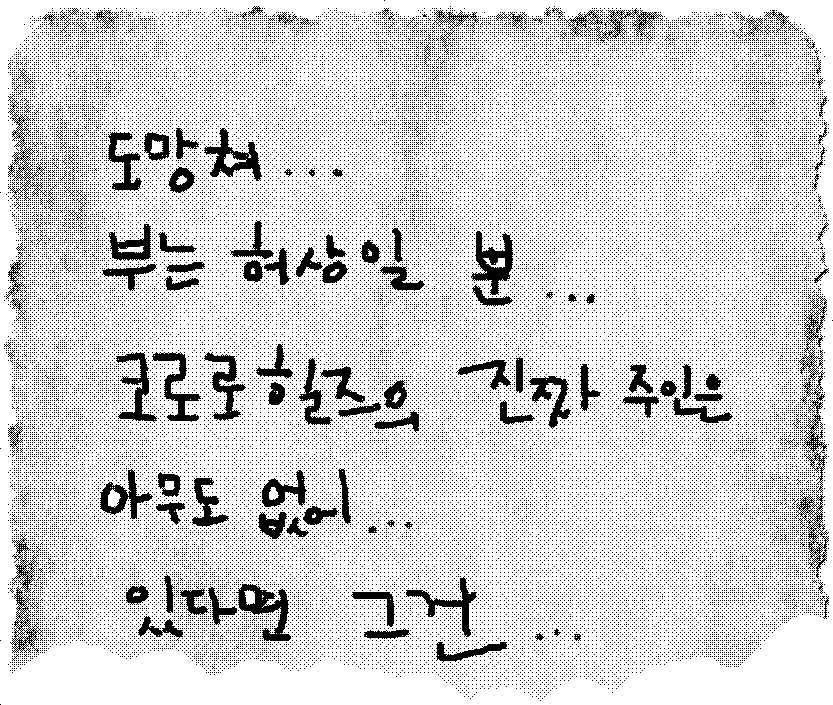 도망쳐...
부는 허상일 뿐...
코로로힐즈의 진짜 주인은
아무도 없어...
있다면 그건...